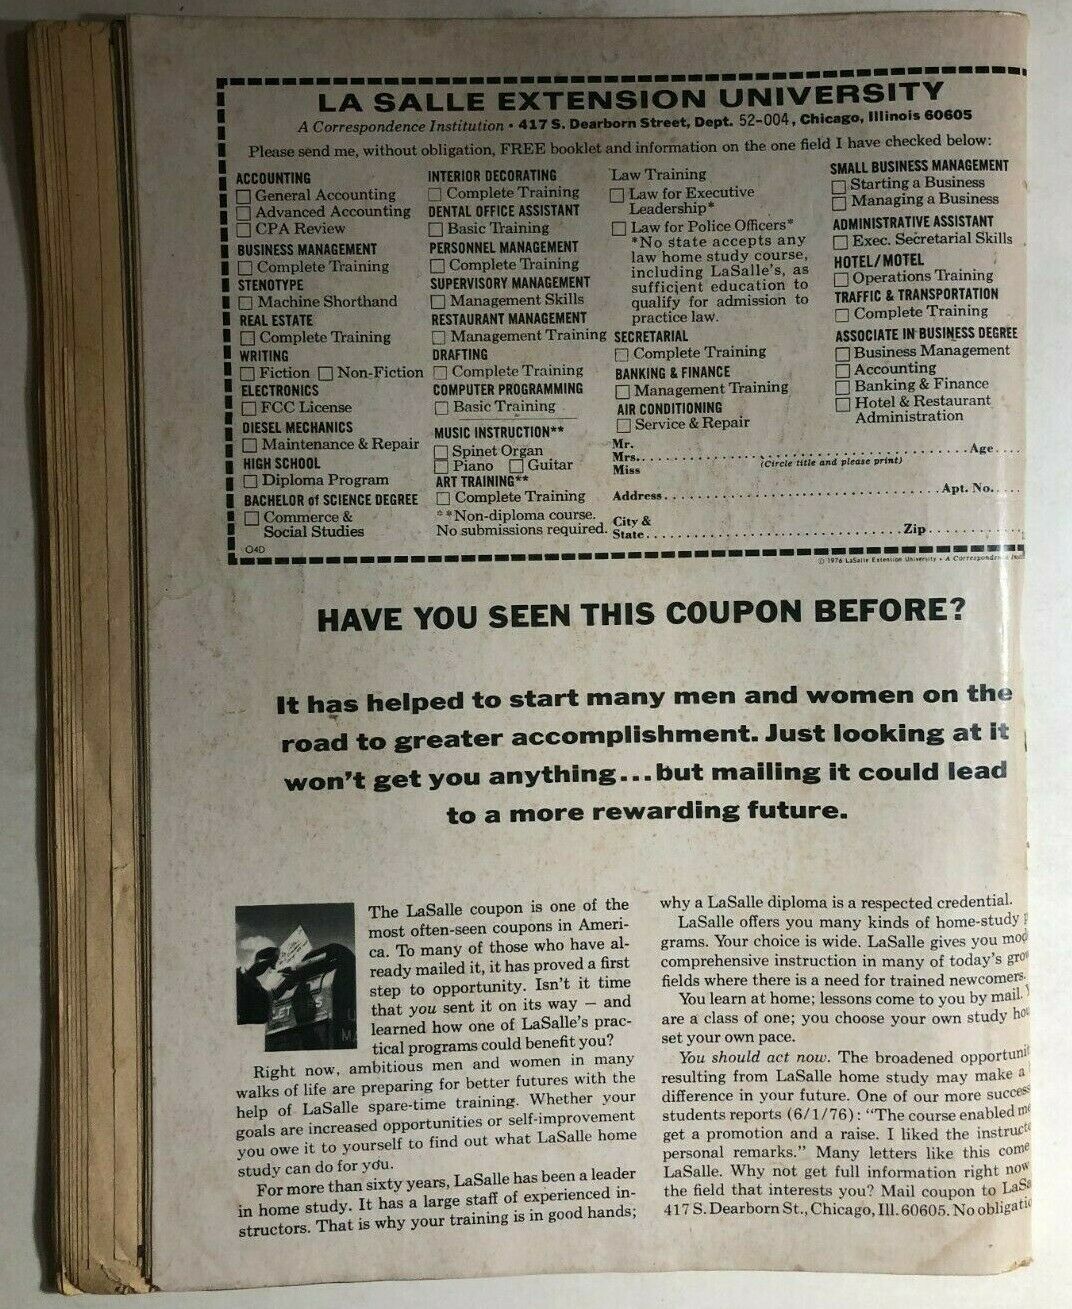 LA SALLE EXTENSION UNIVERSITY
A Correspondence Institution • 417 S. Dearborn Street, Dept. 52-004, Chicago, Illinois 60605
Please send me, without obligation, FREE booklet and information on the one field I have checked below:
ACCOUNTING
General Accounting
Advanced Accounting
CPA Review
BUSINESS MANAGEMENT
Complete Training
STENOTYPE
Machine Shorthand
REAL ESTATE
Complete Training
WRITING
Fiction Non-Fiction
ELECTRONICS
FCC License
DIESEL MECHANICS
Maintenance & Repair
HIGH SCHOOL
Diploma Program
BACHELOR of SCIENCE DEGREE
Commerce &
Social Studies
04D
INTERIOR DECORATING
Complete Training
DENTAL OFFICE ASSISTANT
Basic Training
PERSONNEL MANAGEMENT
Complete Training
SUPERVISORY MANAGEMENT
Management Skills
RESTAURANT MANAGEMENT
Management Training
DRAFTING
Complete Training
COMPUTER PROGRAMMING
Basic Training
MUSIC INSTRUCTION**
Spinet Organ
Piano Guitar
ART TRAINING**
Complete Training
**Non-diploma course.
No submissions required.
Law Training
Law for Executive
Leadership*
Law for Police Officers*
*No state accepts any
law home study course,
including LaSalle's, as
sufficient education to
qualify for admission to
practice law.
SECRETARIAL
Complete Training
BANKING & FINANCE
Management Training
AIR CONDITIONING
Service & Repair
SMALL BUSINESS MANAGEMENT
Starting a Business
Managing a Business
ADMINISTRATIVE ASSISTANT
Exec. Secretarial Skills
HOTEL/MOTEL
Operations Training
TRAFFIC & TRANSPORTATION
Complete Training
ASSOCIATE IN BUSINESS DEGREE
Business Management
Accounting
Banking & Finance
Hotel & Restaurant
Administration
Mr.
Mrs. Age
Miss (Circle title and please print)
Address Apt. No.
City &
State Zip
© 1976 LaSalle Extension University • A Correspondence
HAVE YOU SEEN THIS COUPON BEFORE?
It has helped to start many men and women on the
road to greater accomplishment. Just looking at it
won't get you anything...but mailing it could lead
to a more rewarding future.
The LaSalle coupon is one of the
most often-seen coupons in Ameri-
ca. To many of those who have al-
ready mailed it, it has proved a first
step to opportunity. Isn't it time
that you sent it on its way — and
learned how one of LaSalle's prac-
tical programs could benefit you?
Right now, ambitious men and women in many
walks of life are preparing for better futures with the
help of LaSalle spare-time training. Whether your
goals are increased opportunities or self-improvement
you owe it to yourself to find out what LaSalle home
study can do for you.
For more than sixty years, LaSalle has been a leader
in home study. It has a large staff of experienced in-
structors. That is why your training is in good hands;
why a LaSalle diploma is a respected credential.
LaSalle offers you many kinds of home-study
grams. Your choice is wide. LaSalle gives you
comprehensive instruction in many of today's
fields where there is a need for trained newcomers.
You learn at home; lessons come to you by mail.
are a class of one; you choose your own study
set your own pace.
You should act now. The broadened
resulting from LaSalle home study may make a
difference in your future. One of our more
students reports (6/1/76): "The course enabled me
get a promotion and a raise. I liked the
personal remarks." Many letters like this come
LaSalle. Why not get full information right now
the field that interests you? Mail coupon to
417 S. Dearborn St., Chicago, Ill. 60605. No